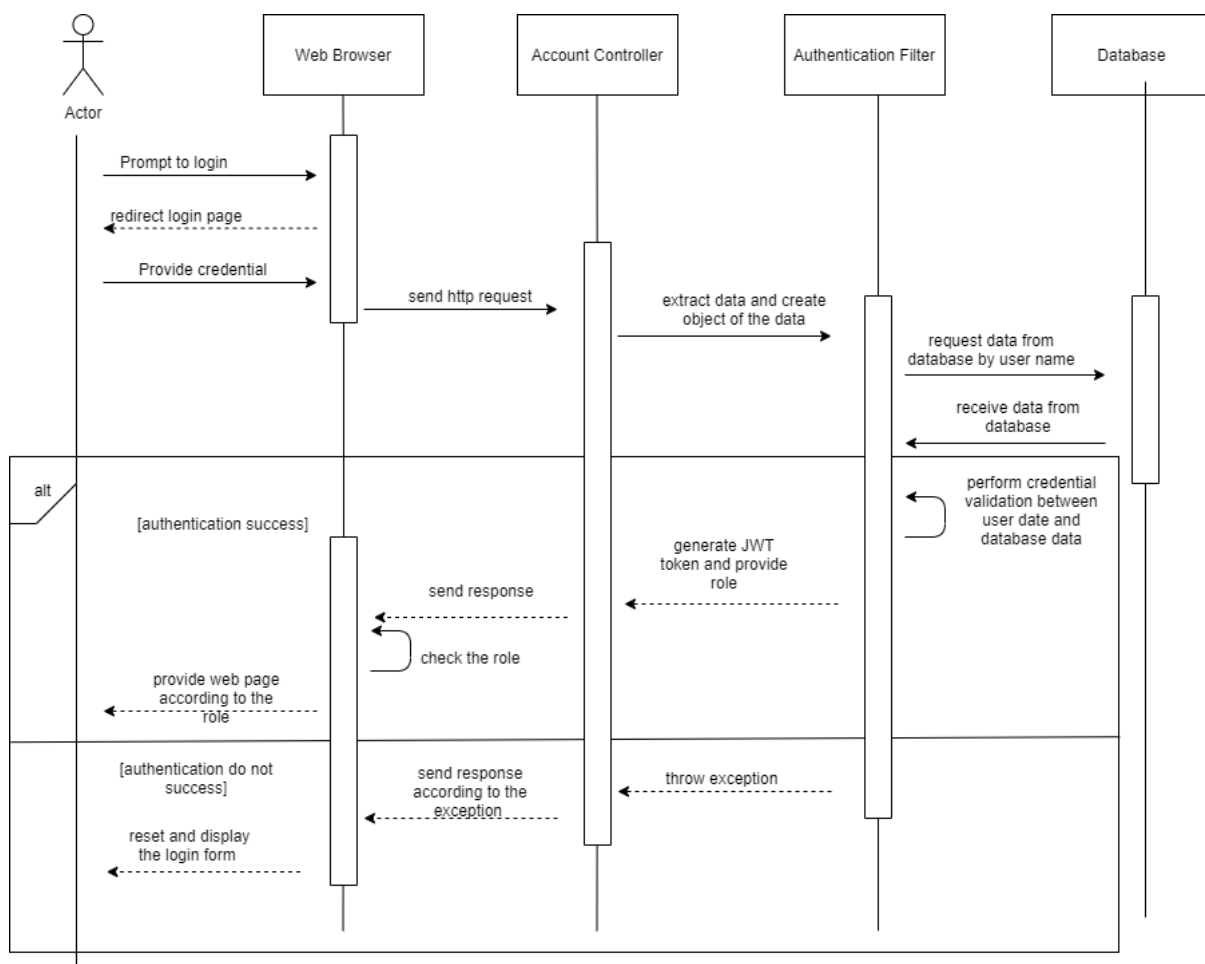 Web Browser
Account Controller
Authentication Filter
Database
Actor
Prompt to login
redirect login page
Provide credential
send http request
extract data and create
object of the data
request data from
database by user name
receive data from
database
alt
[authentication success]
perform credential
validation between
user date and
database data
generate JWT
token and provide
role
send response
check the role
provide web page
according to the
role
[authentication do not
success]
send response
according to the
exception
throw exception
reset and display
the login form